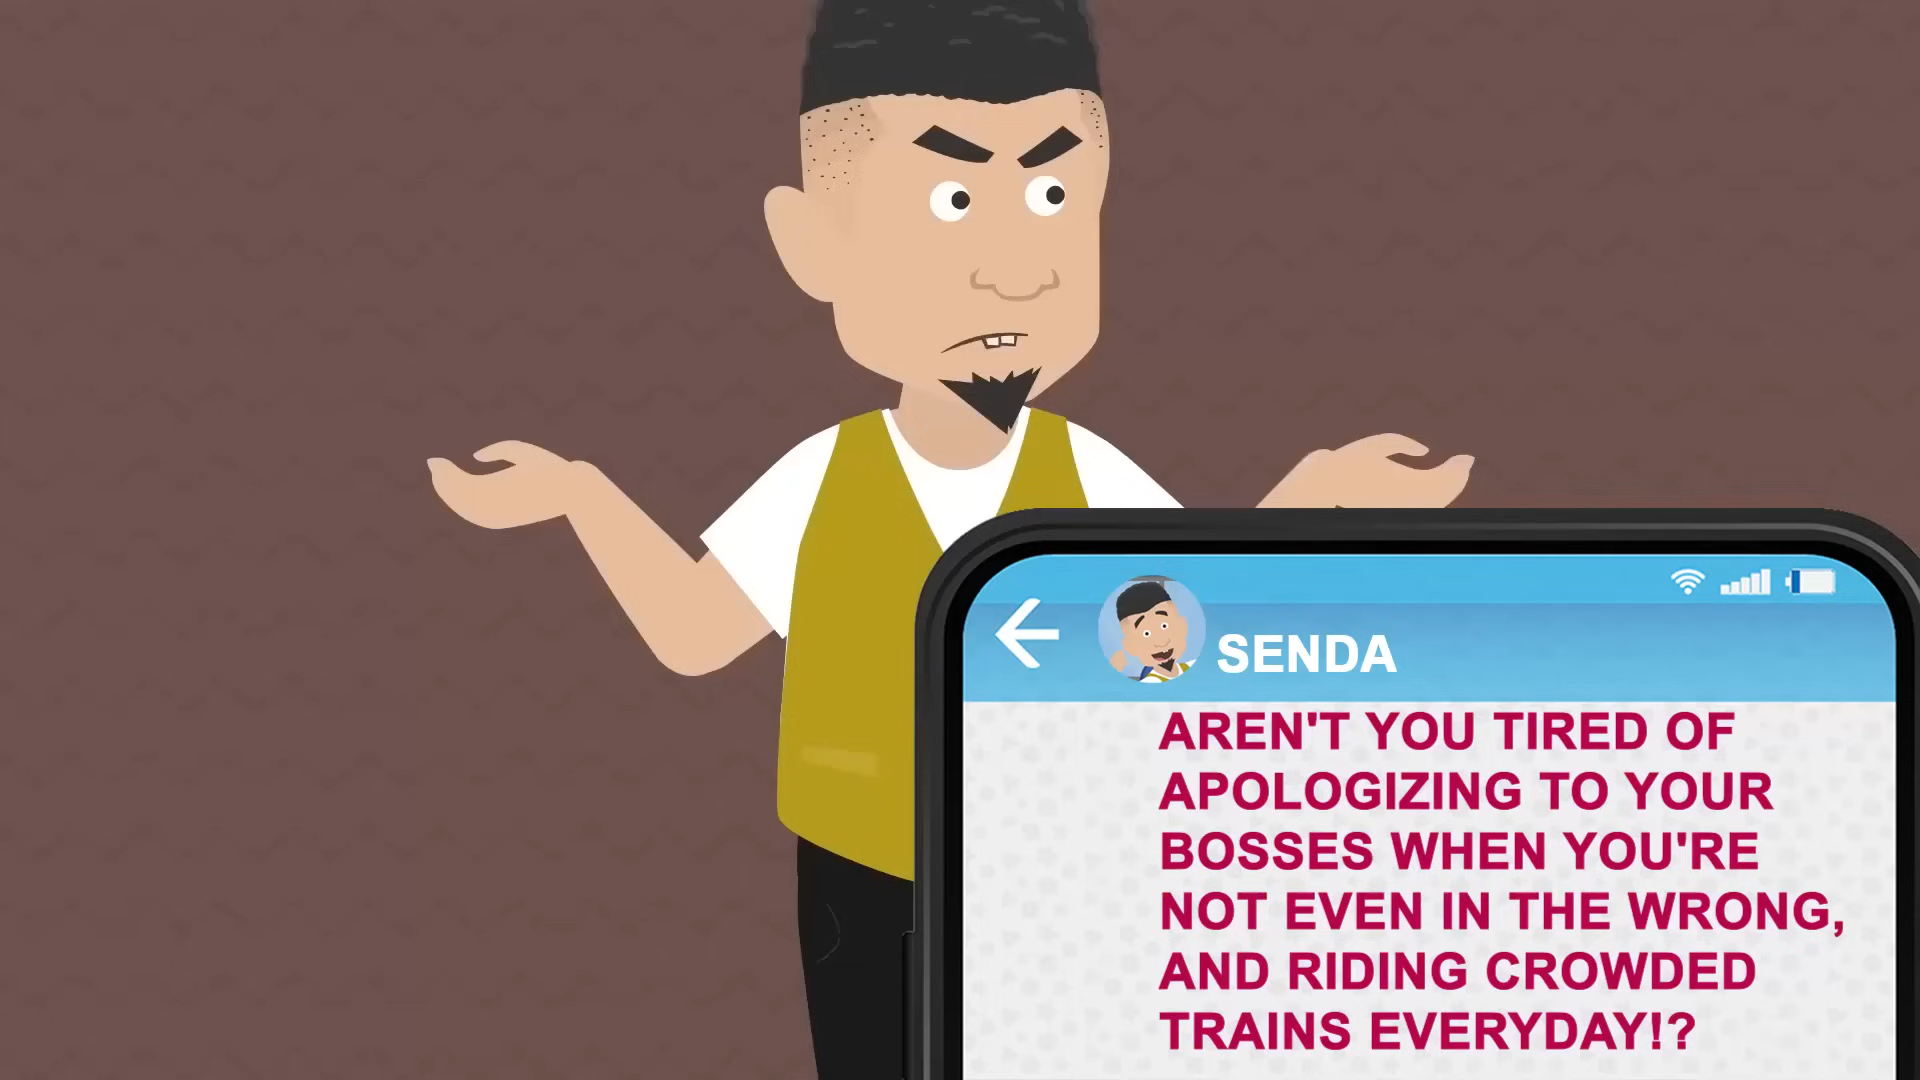 SENDA
AREN'T YOU TIRED OF
APOLOGIZING TO YOUR
BOSSES WHEN YOU'RE
NOT EVEN IN THE WRONG,
AND RIDING CROWDED
TRAINS EVERYDAY!?